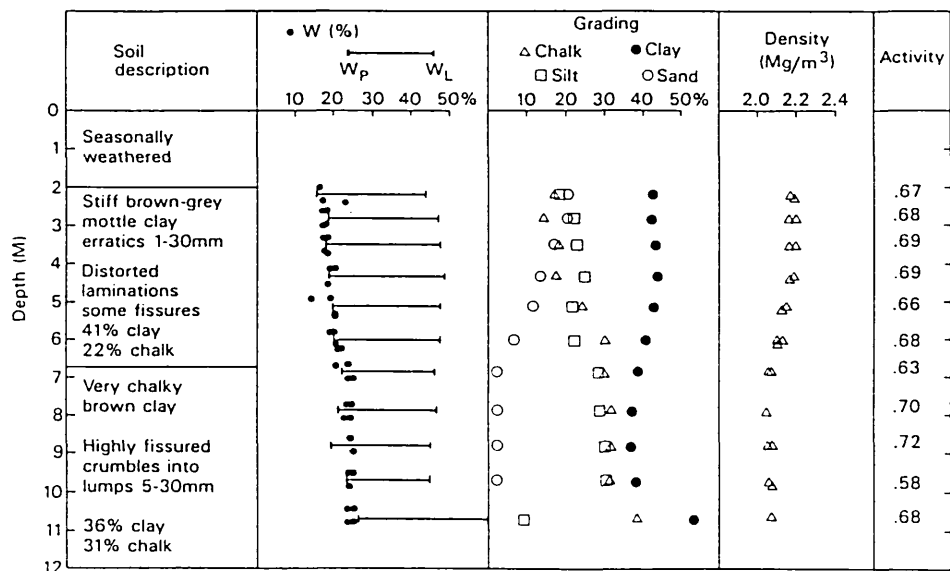 Soil
description
W (%)
W_P W_L
10 20 30 40 50%
Grading
Chalk Clay
Silt Sand
10 20 30 40 50%
Density
(Mg/m³)
2.0 2.2 2.4
Activity
Depth (M)
0
1
2
3
4
5
6
7
8
9
10
11
12
Seasonally
weathered
Stiff brown-grey
mottle clay
erratics 1-30mm
Distorted
laminations
some fissures
41% clay
22% chalk
Very chalky
brown clay
Highly fissured
crumbles into
lumps 5-30mm
36% clay
31% chalk
.67
.68
.69
.69
.66
.68
.63
.70
.72
.58
.68